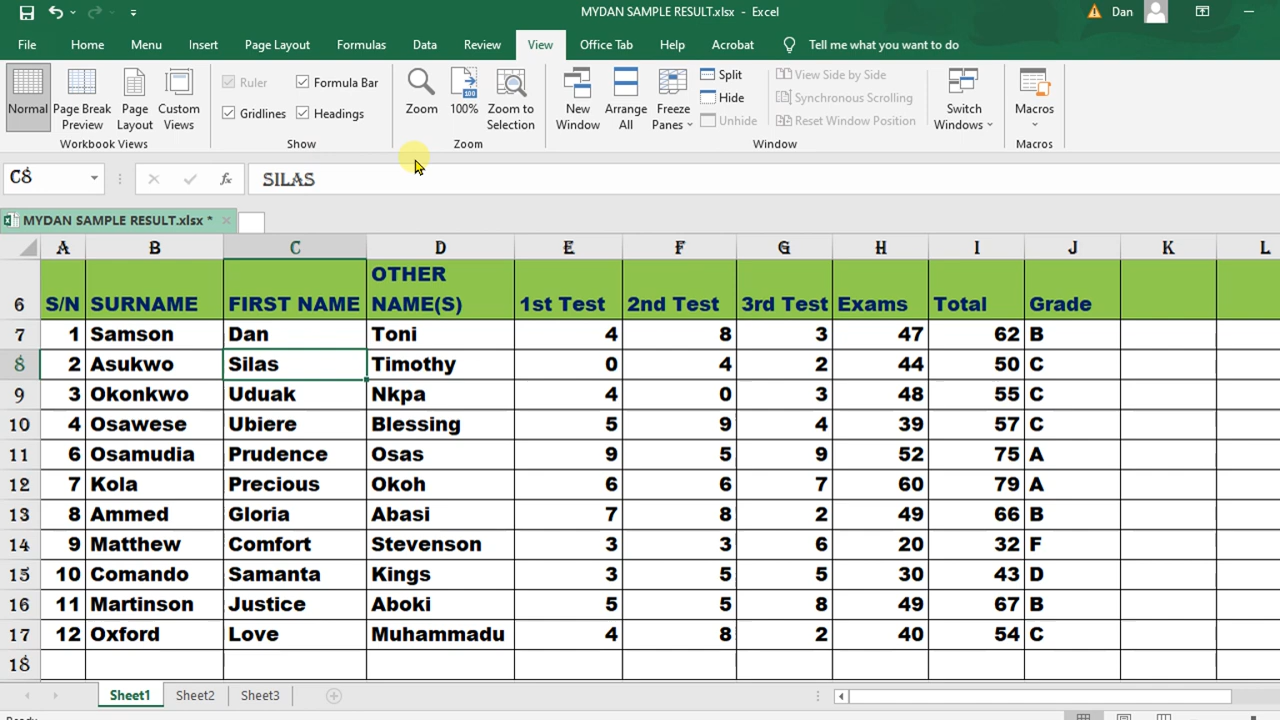 MYDAN SAMPLE RESULT.xlsx - Excel
Dan
File Home Menu Insert Page Layout Formulas Data Review View Office Tab Help Acrobat Tell me what you want to do
Normal
Page Break Preview
Page Layout
Custom Views
Workbook Views
Ruler
Formula Bar
Gridlines
Headings
Show
Zoom
100
100%
Zoom to Selection
Zoom
New Window
Arrange All
Freeze Panes
Split
Hide
Unhide
View Side by Side
Synchronous Scrolling
Reset Window Position
Window
Switch Windows
Macros
Macros
C8 fx SILAS
MYDAN SAMPLE RESULT.xlsx *
A B C D E F G H I J K L
6 S/N SURNAME FIRST NAME OTHER NAME(S) 1st Test 2nd Test 3rd Test Exams Total Grade
7 1 Samson Dan Toni 4 8 3 47 62 B
8 2 Asukwo Silas Timothy 0 4 2 44 50 C
9 3 Okonkwo Uduak Nkpa 4 0 3 48 55 C
10 4 Osawese Ubiere Blessing 5 9 4 39 57 C
11 6 Osamudia Prudence Osas 9 5 9 52 75 A
12 7 Kola Precious Okoh 6 6 7 60 79 A
13 8 Ammed Gloria Abasi 7 8 2 49 66 B
14 9 Matthew Comfort Stevenson 3 3 6 20 32 F
15 10 Comando Samanta Kings 3 5 5 30 43 D
16 11 Martinson Justice Aboki 5 5 8 49 67 B
17 12 Oxford Love Muhammadu 4 8 2 40 54 C
18
Sheet1 Sheet2 Sheet3